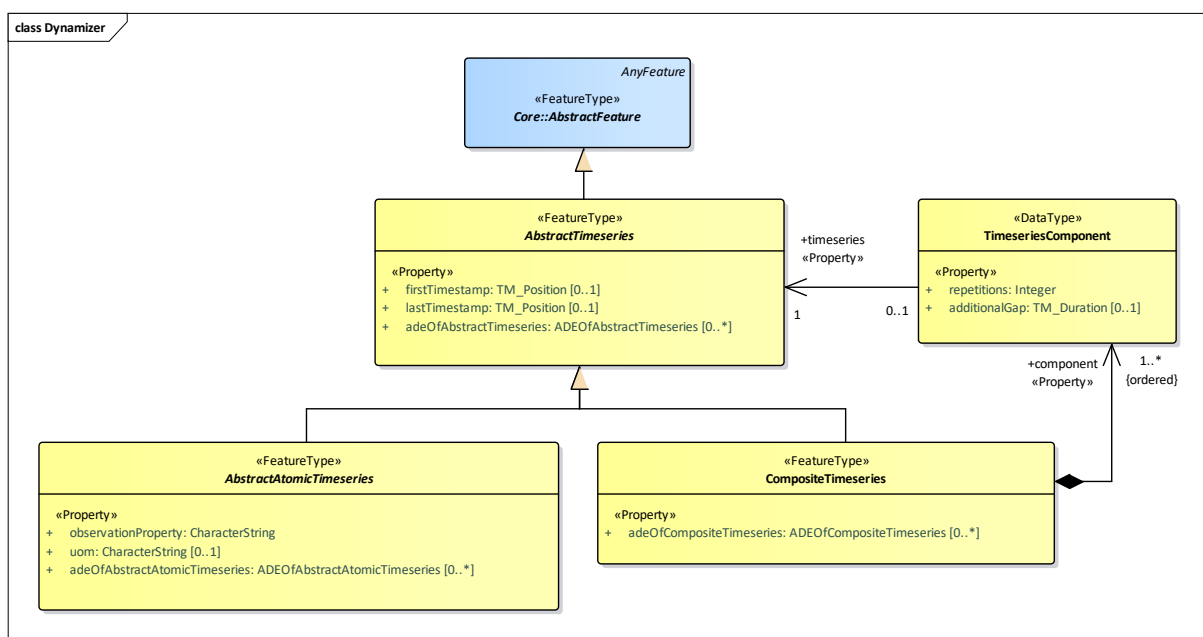 class Dynamizer
AnyFeature
«FeatureType»
Core::AbstractFeature
«FeatureType»
AbstractTimeseries
«Property»
+ firstTimestamp: TM_Position [0..1]
+ lastTimestamp: TM_Position [0..1]
+ adeOfAbstractTimeseries: ADEOfAbstractTimeseries [0..*]
+timeseries
«Property»
1
0..1
«DataType»
TimeseriesComponent
«Property»
+ repetitions: Integer
+ additionalGap: TM_Duration [0..1]
+component
«Property»
1..*
{ordered}
«FeatureType»
AbstractAtomicTimeseries
«Property»
+ observationProperty: CharacterString
+ uom: CharacterString [0..1]
+ adeOfAbstractAtomicTimeseries: ADEOfAbstractAtomicTimeseries [0..*]
«FeatureType»
CompositeTimeseries
«Property»
+ adeOfCompositeTimeseries: ADEOfCompositeTimeseries [0..*]